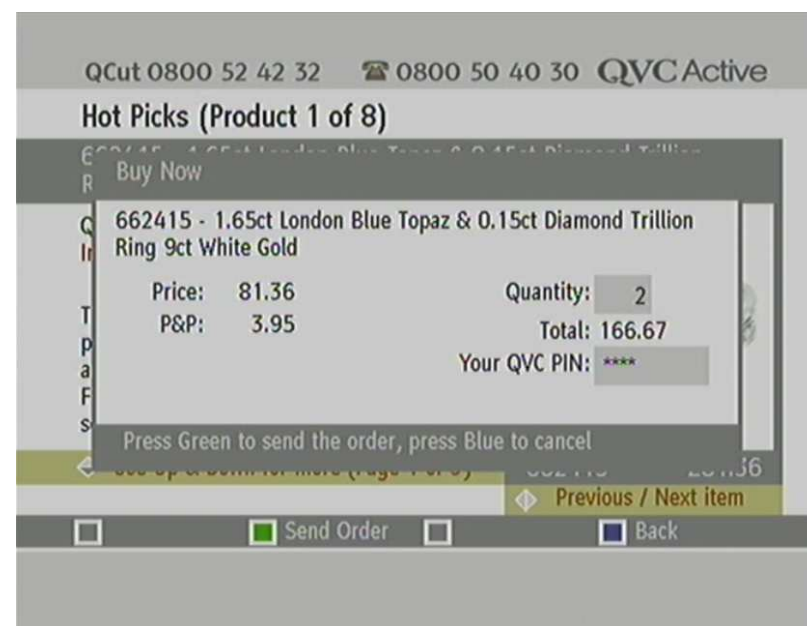 QCut 0800 52 42 32 ☎ 0800 50 40 30 QVC Active
Hot Picks (Product 1 of 8)
Buy Now
662415 - 1.65ct London Blue Topaz & 0.15ct Diamond Trillion
Ring 9ct White Gold
Price: 81.36 Quantity: 2
P&P: 3.95 Total: 166.67
Your QVC PIN: ****
Press Green to send the order, press Blue to cancel
Previous / Next item
Send Order Back